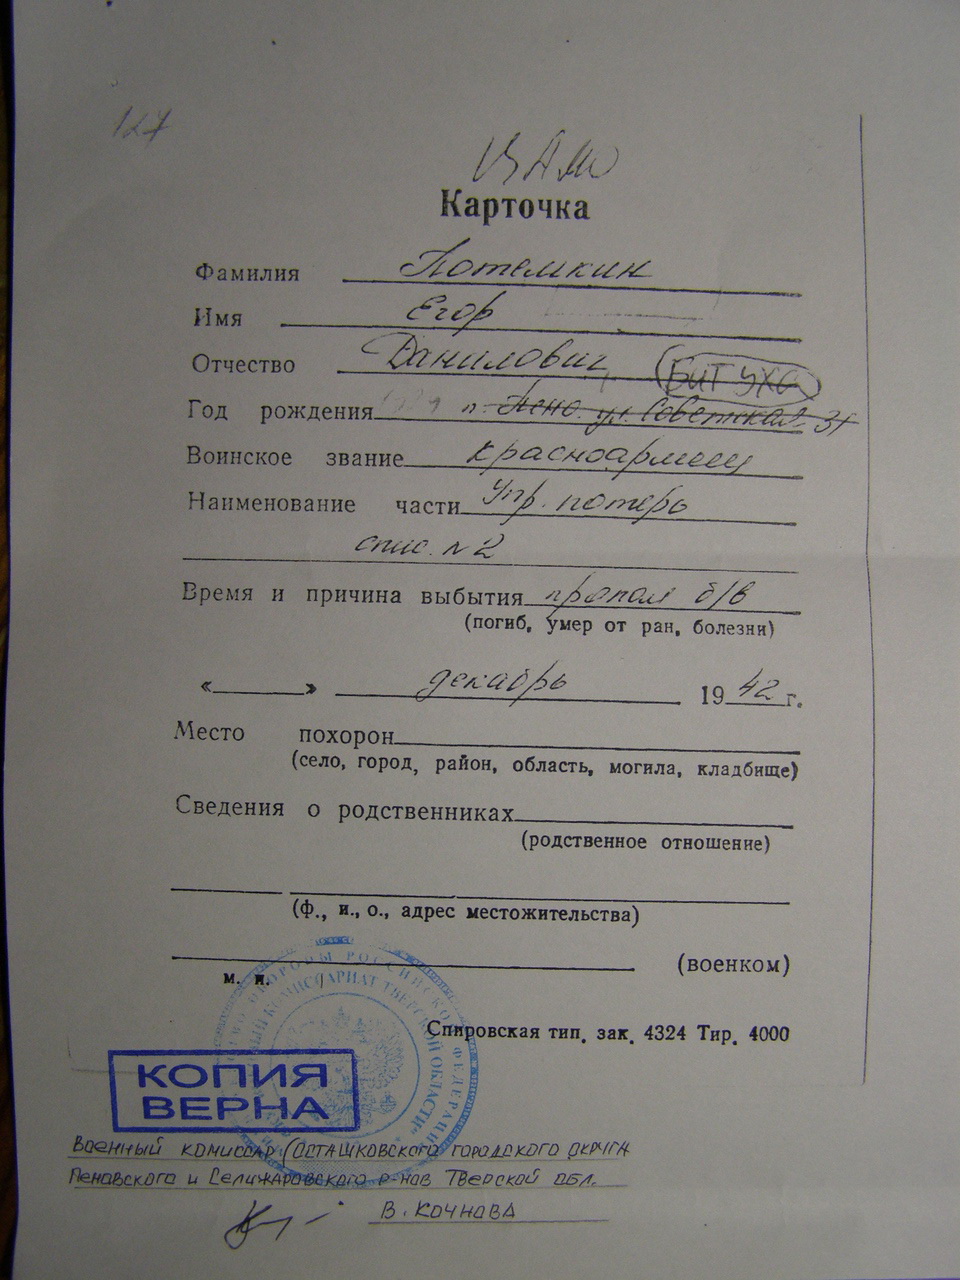 127
ЦАМО
Карточка
Фамилия Потемкин
Имя Егор
Отчество Данилович БИТУХА
Год рождения п. Пено ул. Советская 31
Воинское звание красноармеец
Наименование части Упр. потерь
спис. № 2
Время и причина выбытия пропал б/в
(погиб, умер от ран, болезни)
« » декабрь 1942 г.
Место похорон
(село, город, район, область, могила, кладбище)
Сведения о родственниках
(родственное отношение)
(ф., и., о., адрес местожительства)
(военком)
м. п.
Спировская тип. зак. 4324 Тир. 4000
КОПИЯ
ВЕРНА
ВОЕННЫЙ КОМИССАР (ОСТАШКОВСКОГО ГОРОДСКОГО ОКРУГА
ПЕНОВСКОГО И СЕЛИЖАРОВСКОГО Р-НОВ ТВЕРСКОЙ ОБЛ.
В. КОЧНОВА